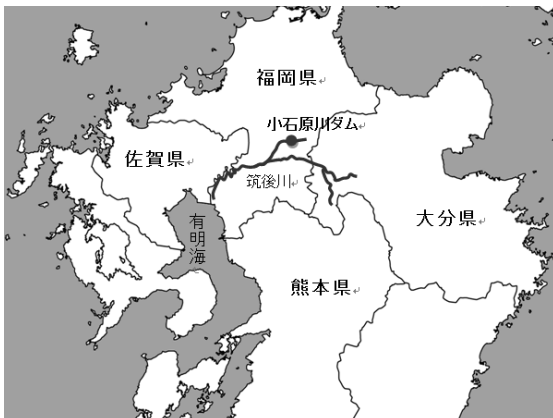 福岡県
小石原川ダム
佐賀県
筑後川
大分県
有明海
熊本県